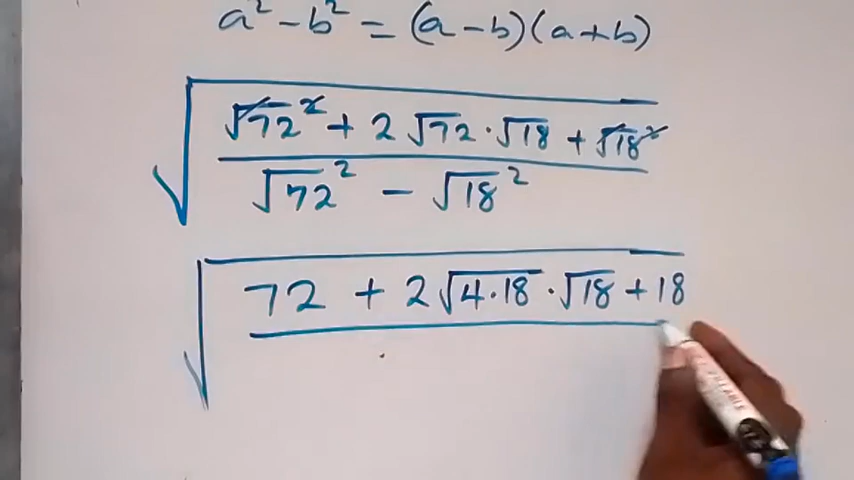 a² - b² = (a - b)(a + b)
√72² + 2√72 · √18 + √18²
√72² - √18²
72 + 2√4·18 · √18 + 18